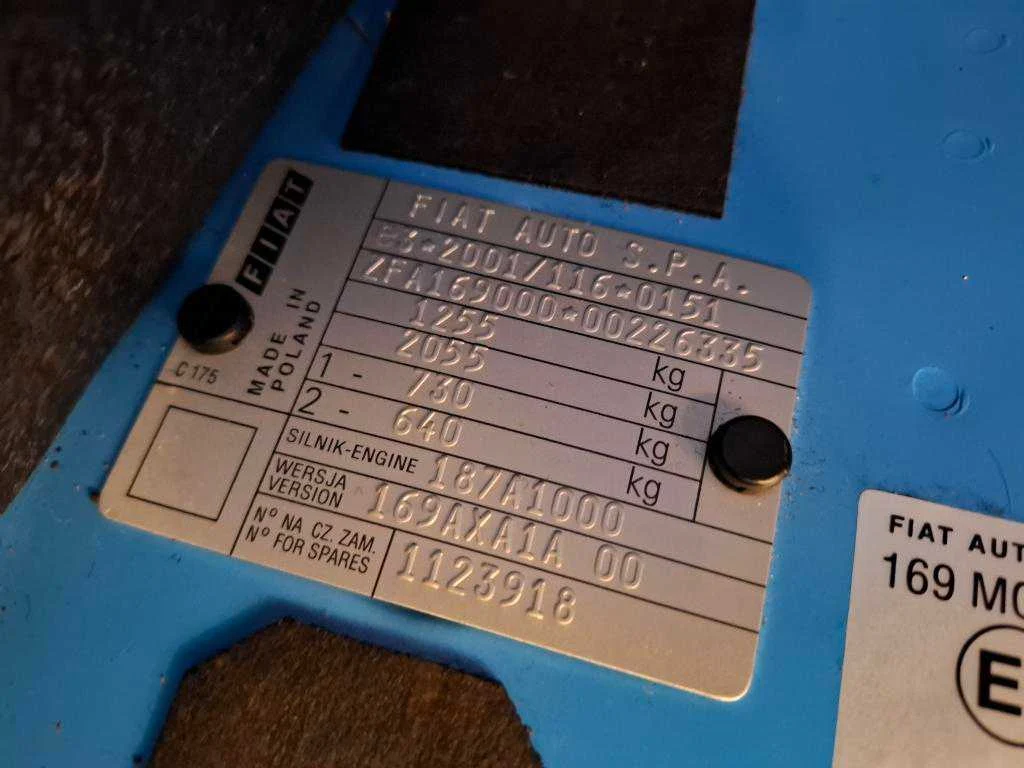 FIAT
MADE IN
POLAND
C 175
FIAT AUTO S.P.A.
e3*2001/116*0151
ZFA169000*00226335
1255 kg
2055 kg
1 - 730 kg
2 - 640 kg
SILNIK-ENGINE 187A1000
WERSJA
VERSION 169AXA1A 00
Nº NA CZ. ZAM.
Nº FOR SPARES 1123918
FIAT AUT
169 MO
E